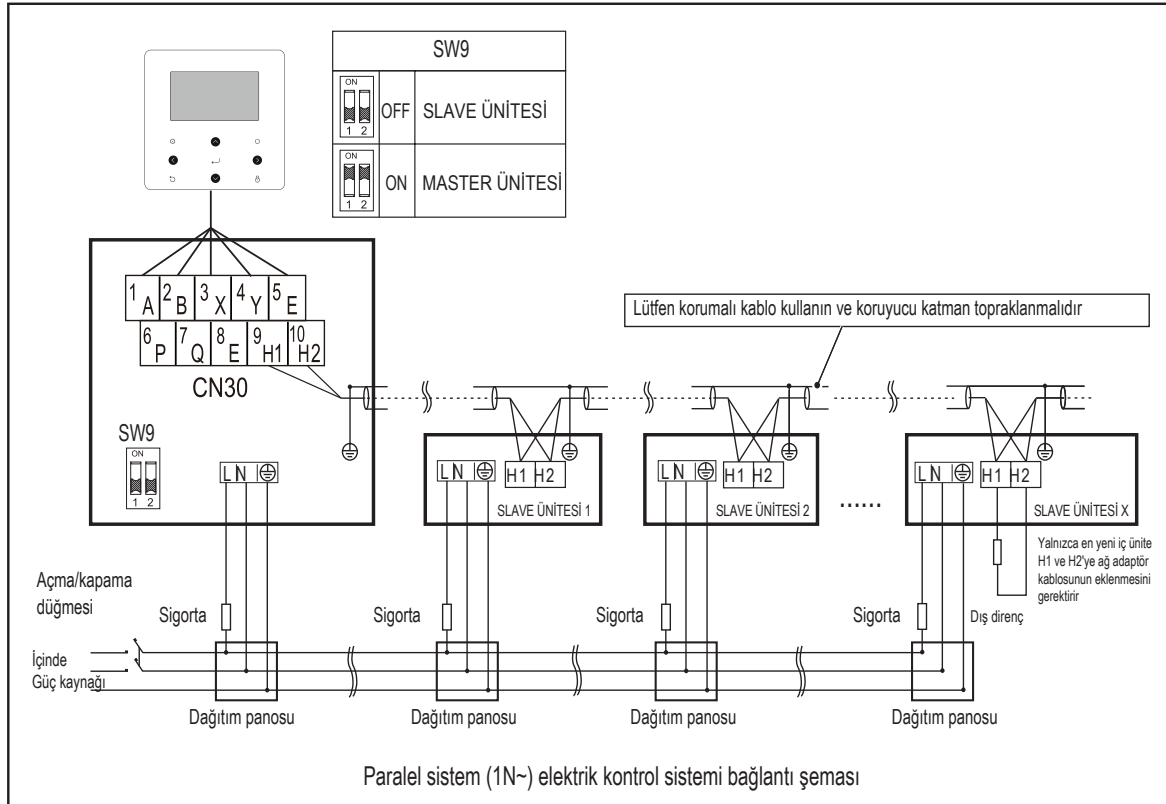 SW9
ON
1 2
OFF
SLAVE ÜNİTESİ
ON
1 2
ON
MASTER ÜNİTESİ
1 A
2 B
3 X
4 Y
5 E
6 P
7 Q
8 E
9 H1
10 H2
CN30
SW9
ON
1 2
Lütfen korumalı kablo kullanın ve koruyucu katman topraklanmalıdır
L N
L N
H1 H2
SLAVE ÜNİTESİ 1
L N
H1 H2
SLAVE ÜNİTESİ 2
......
L N
H1 H2
SLAVE ÜNİTESİ X
Yalnızca en yeni iç ünite
H1 ve H2'ye ağ adaptör
kablosunun eklenmesini
gerektirir
Açma/kapama
düğmesi
Sigorta
Sigorta
Sigorta
Sigorta
Dış direnç
İçinde
Güç kaynağı
Dağıtım panosu
Dağıtım panosu
Dağıtım panosu
Dağıtım panosu
Paralel sistem (1N~) elektrik kontrol sistemi bağlantı şeması